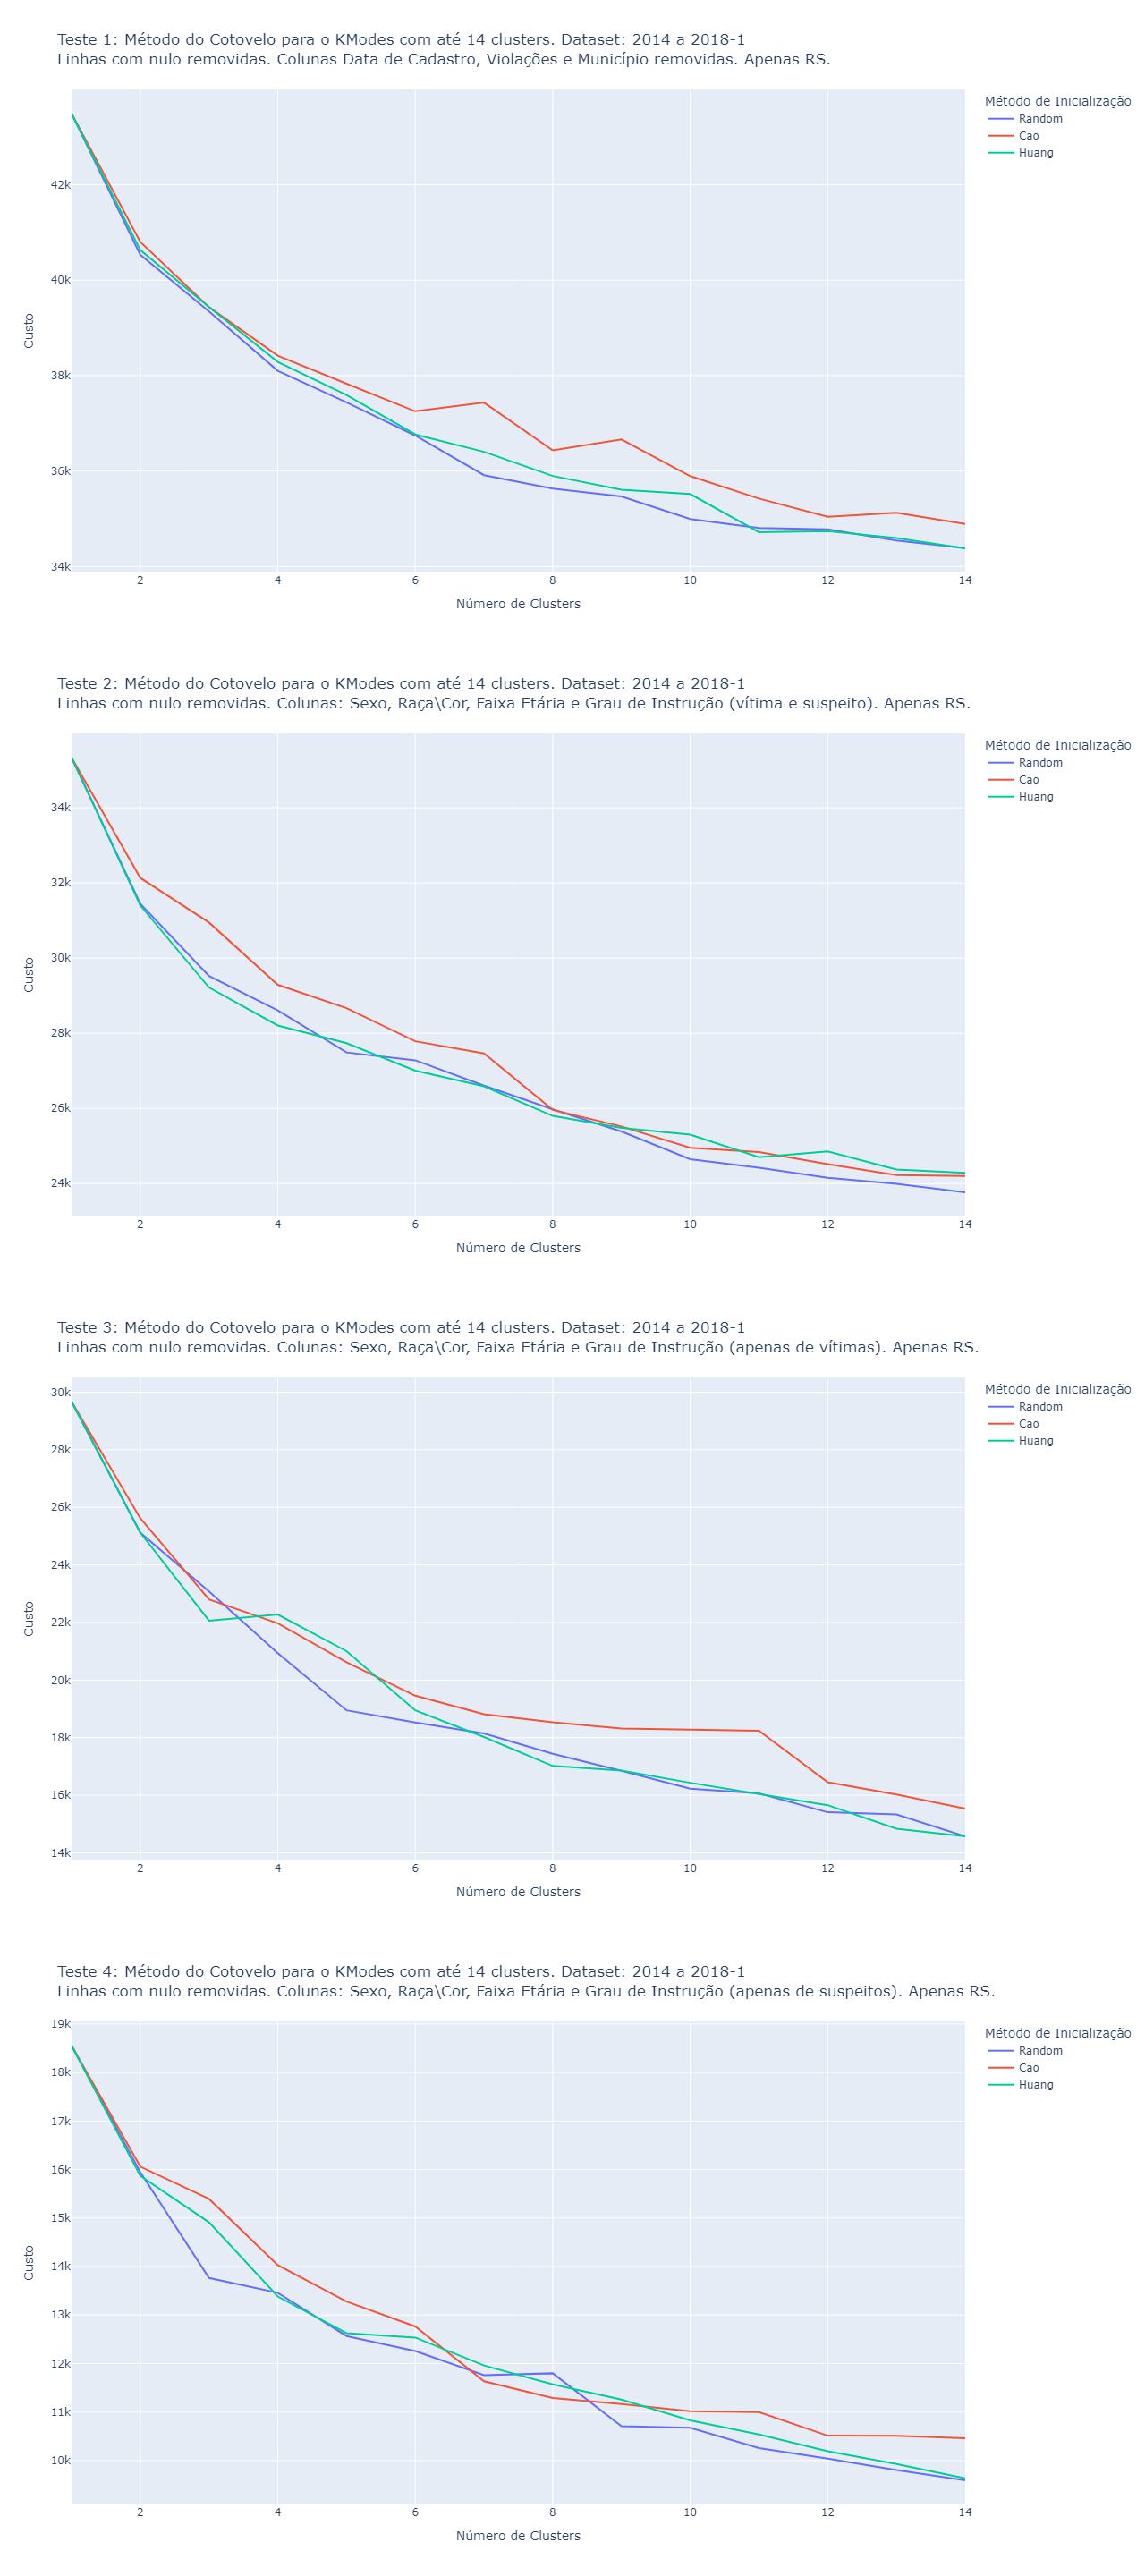 Teste 1: Método do Cotovelo para o KModes com até 14 clusters. Dataset: 2014 a 2018-1
Linhas com nulo removidas. Colunas Data de Cadastro, Violações e Município removidas. Apenas RS.
Método de Inicialização
Random
Cao
Huang
42k
40k
38k
36k
34k
Custo
2
4
6
8
10
12
14
Número de Clusters
Teste 2: Método do Cotovelo para o KModes com até 14 clusters. Dataset: 2014 a 2018-1
Linhas com nulo removidas. Colunas: Sexo, Raça\Cor, Faixa Etária e Grau de Instrução (vítima e suspeito). Apenas RS.
Método de Inicialização
Random
Cao
Huang
34k
32k
30k
28k
26k
24k
Custo
2
4
6
8
10
12
14
Número de Clusters
Teste 3: Método do Cotovelo para o KModes com até 14 clusters. Dataset: 2014 a 2018-1
Linhas com nulo removidas. Colunas: Sexo, Raça\Cor, Faixa Etária e Grau de Instrução (apenas de vítimas). Apenas RS.
Método de Inicialização
Random
Cao
Huang
30k
28k
26k
24k
22k
20k
18k
16k
14k
Custo
2
4
6
8
10
12
14
Número de Clusters
Teste 4: Método do Cotovelo para o KModes com até 14 clusters. Dataset: 2014 a 2018-1
Linhas com nulo removidas. Colunas: Sexo, Raça\Cor, Faixa Etária e Grau de Instrução (apenas de suspeitos). Apenas RS.
Método de Inicialização
Random
Cao
Huang
19k
18k
17k
16k
15k
14k
13k
12k
11k
10k
Custo
2
4
6
8
10
12
14
Número de Clusters